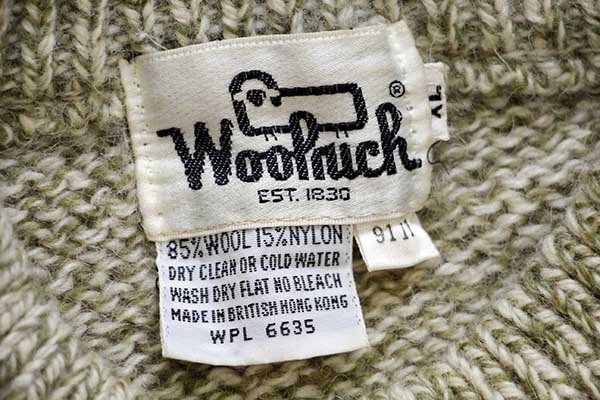 ®
XL
Woolrich
EST. 1830
85% WOOL 15% NYLON
DRY CLEAN OR COLD WATER
WASH DRY FLAT NO BLEACH
MADE IN BRITISH HONG KONG
WPL 6635